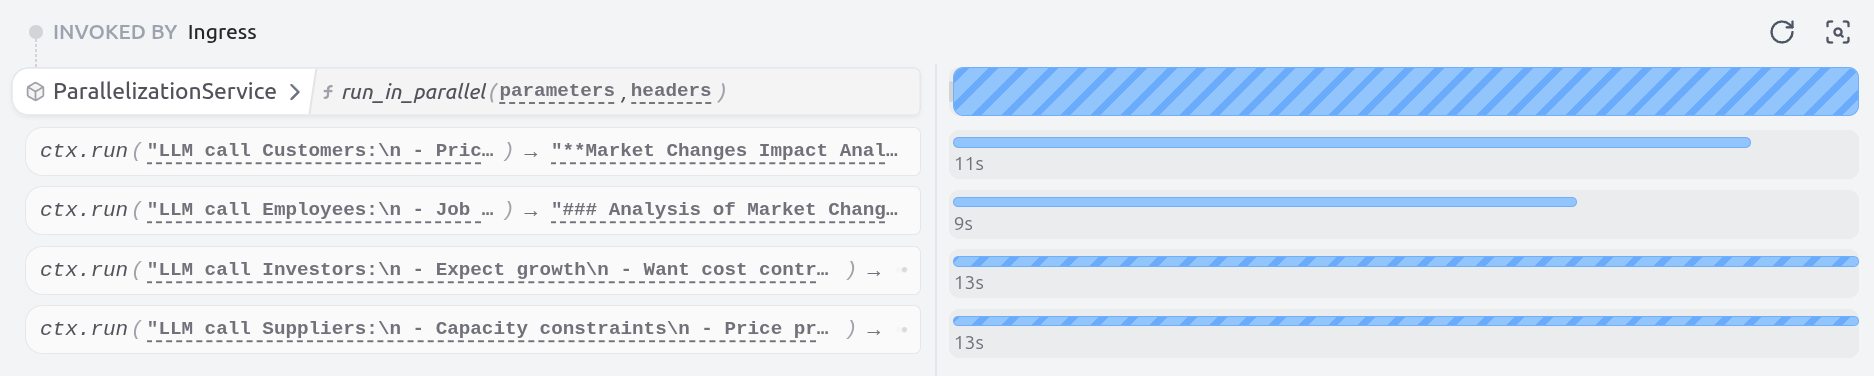 INVOKED BY Ingress
ParallelizationService run_in_parallel(parameters,headers)
ctx.run("LLM call Customers:\n - Pric… ) → "**Market Changes Impact Anal…
11s
ctx.run("LLM call Employees:\n - Job … ) → "### Analysis of Market Chang…
9s
ctx.run("LLM call Investors:\n - Expect growth\n - Want cost contr… ) →
13s
ctx.run("LLM call Suppliers:\n - Capacity constraints\n - Price pr… ) →
13s